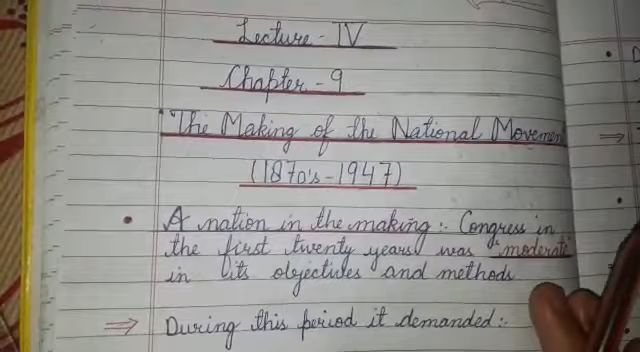 Lecture - IV
Chapter - 9
"The Making of the National Movemen
(1870's - 1947)
• A nation in the making :- Congress in
the first twenty years was "moderate
in its objectives and methods
⇒ During this period it demanded :-